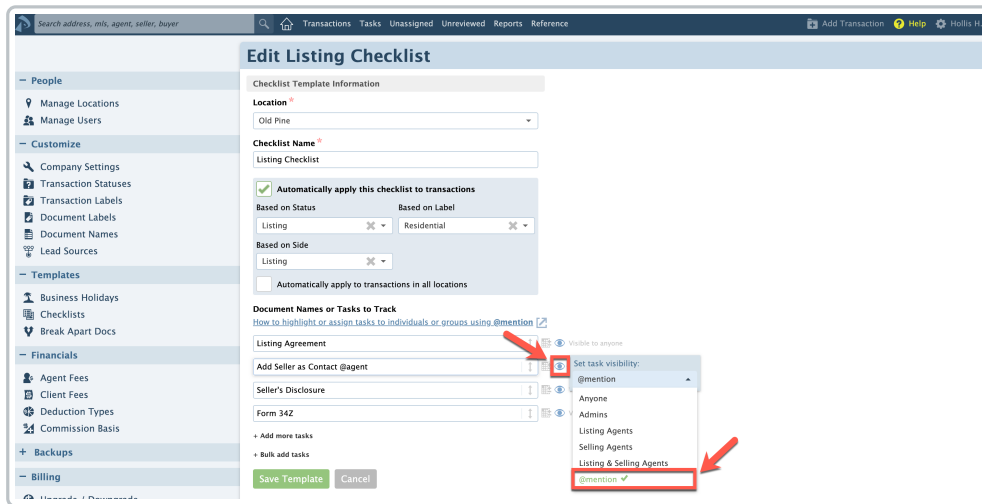 Search address, mls, agent, seller, buyer
Transactions Tasks Unassigned Unreviewed Reports Reference
Add Transaction ? Help Hollis H.
Edit Listing Checklist
− People
Manage Locations
Manage Users
− Customize
Company Settings
Transaction Statuses
Transaction Labels
Document Labels
Document Names
Lead Sources
− Templates
Business Holidays
Checklists
Break Apart Docs
− Financials
Agent Fees
Client Fees
Deduction Types
Commission Basis
+ Backups
− Billing
Upgrade / Downgrade
Checklist Template Information
Location *
Old Pine
Checklist Name *
Listing Checklist
Automatically apply this checklist to transactions
Based on Status Based on Label
Listing Residential
Based on Side
Listing
Automatically apply to transactions in all locations
Document Names or Tasks to Track
How to highlight or assign tasks to individuals or groups using @mention
Listing Agreement Visible to anyone
Add Seller as Contact @agent
Seller's Disclosure
Form 34Z
+ Add more tasks
+ Bulk add tasks
Save Template Cancel
Set task visibility:
@mention
Anyone
Admins
Listing Agents
Selling Agents
Listing & Selling Agents
@mention ✔